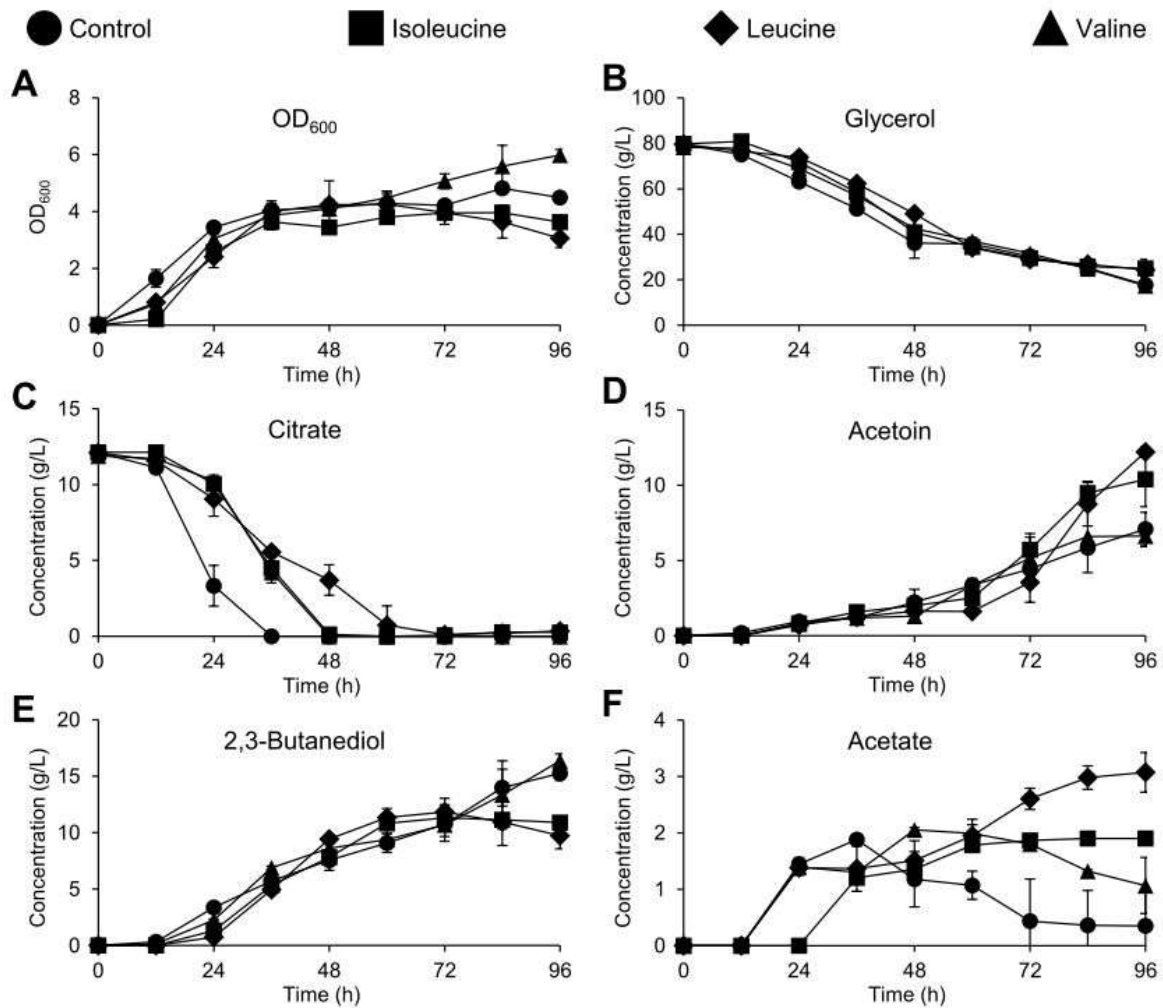 Control Isoleucine Leucine Valine
A B
OD600 Glycerol
8 100
6 80
4 60
2 40
0 20
0
OD600 Concentration (g/L)
0 24 48 72 96 0 24 48 72 96
Time (h) Time (h)
C D
Citrate Acetoin
15 15
10 10
5 5
0 0
Concentration (g/L) Concentration (g/L)
0 24 48 72 96 0 24 48 72 96
Time (h) Time (h)
E F
2,3-Butanediol Acetate
20 4
15 3
10 2
5 1
0 0
Concentration (g/L) Concentration (g/L)
0 24 48 72 96 0 24 48 72 96
Time (h) Time (h)